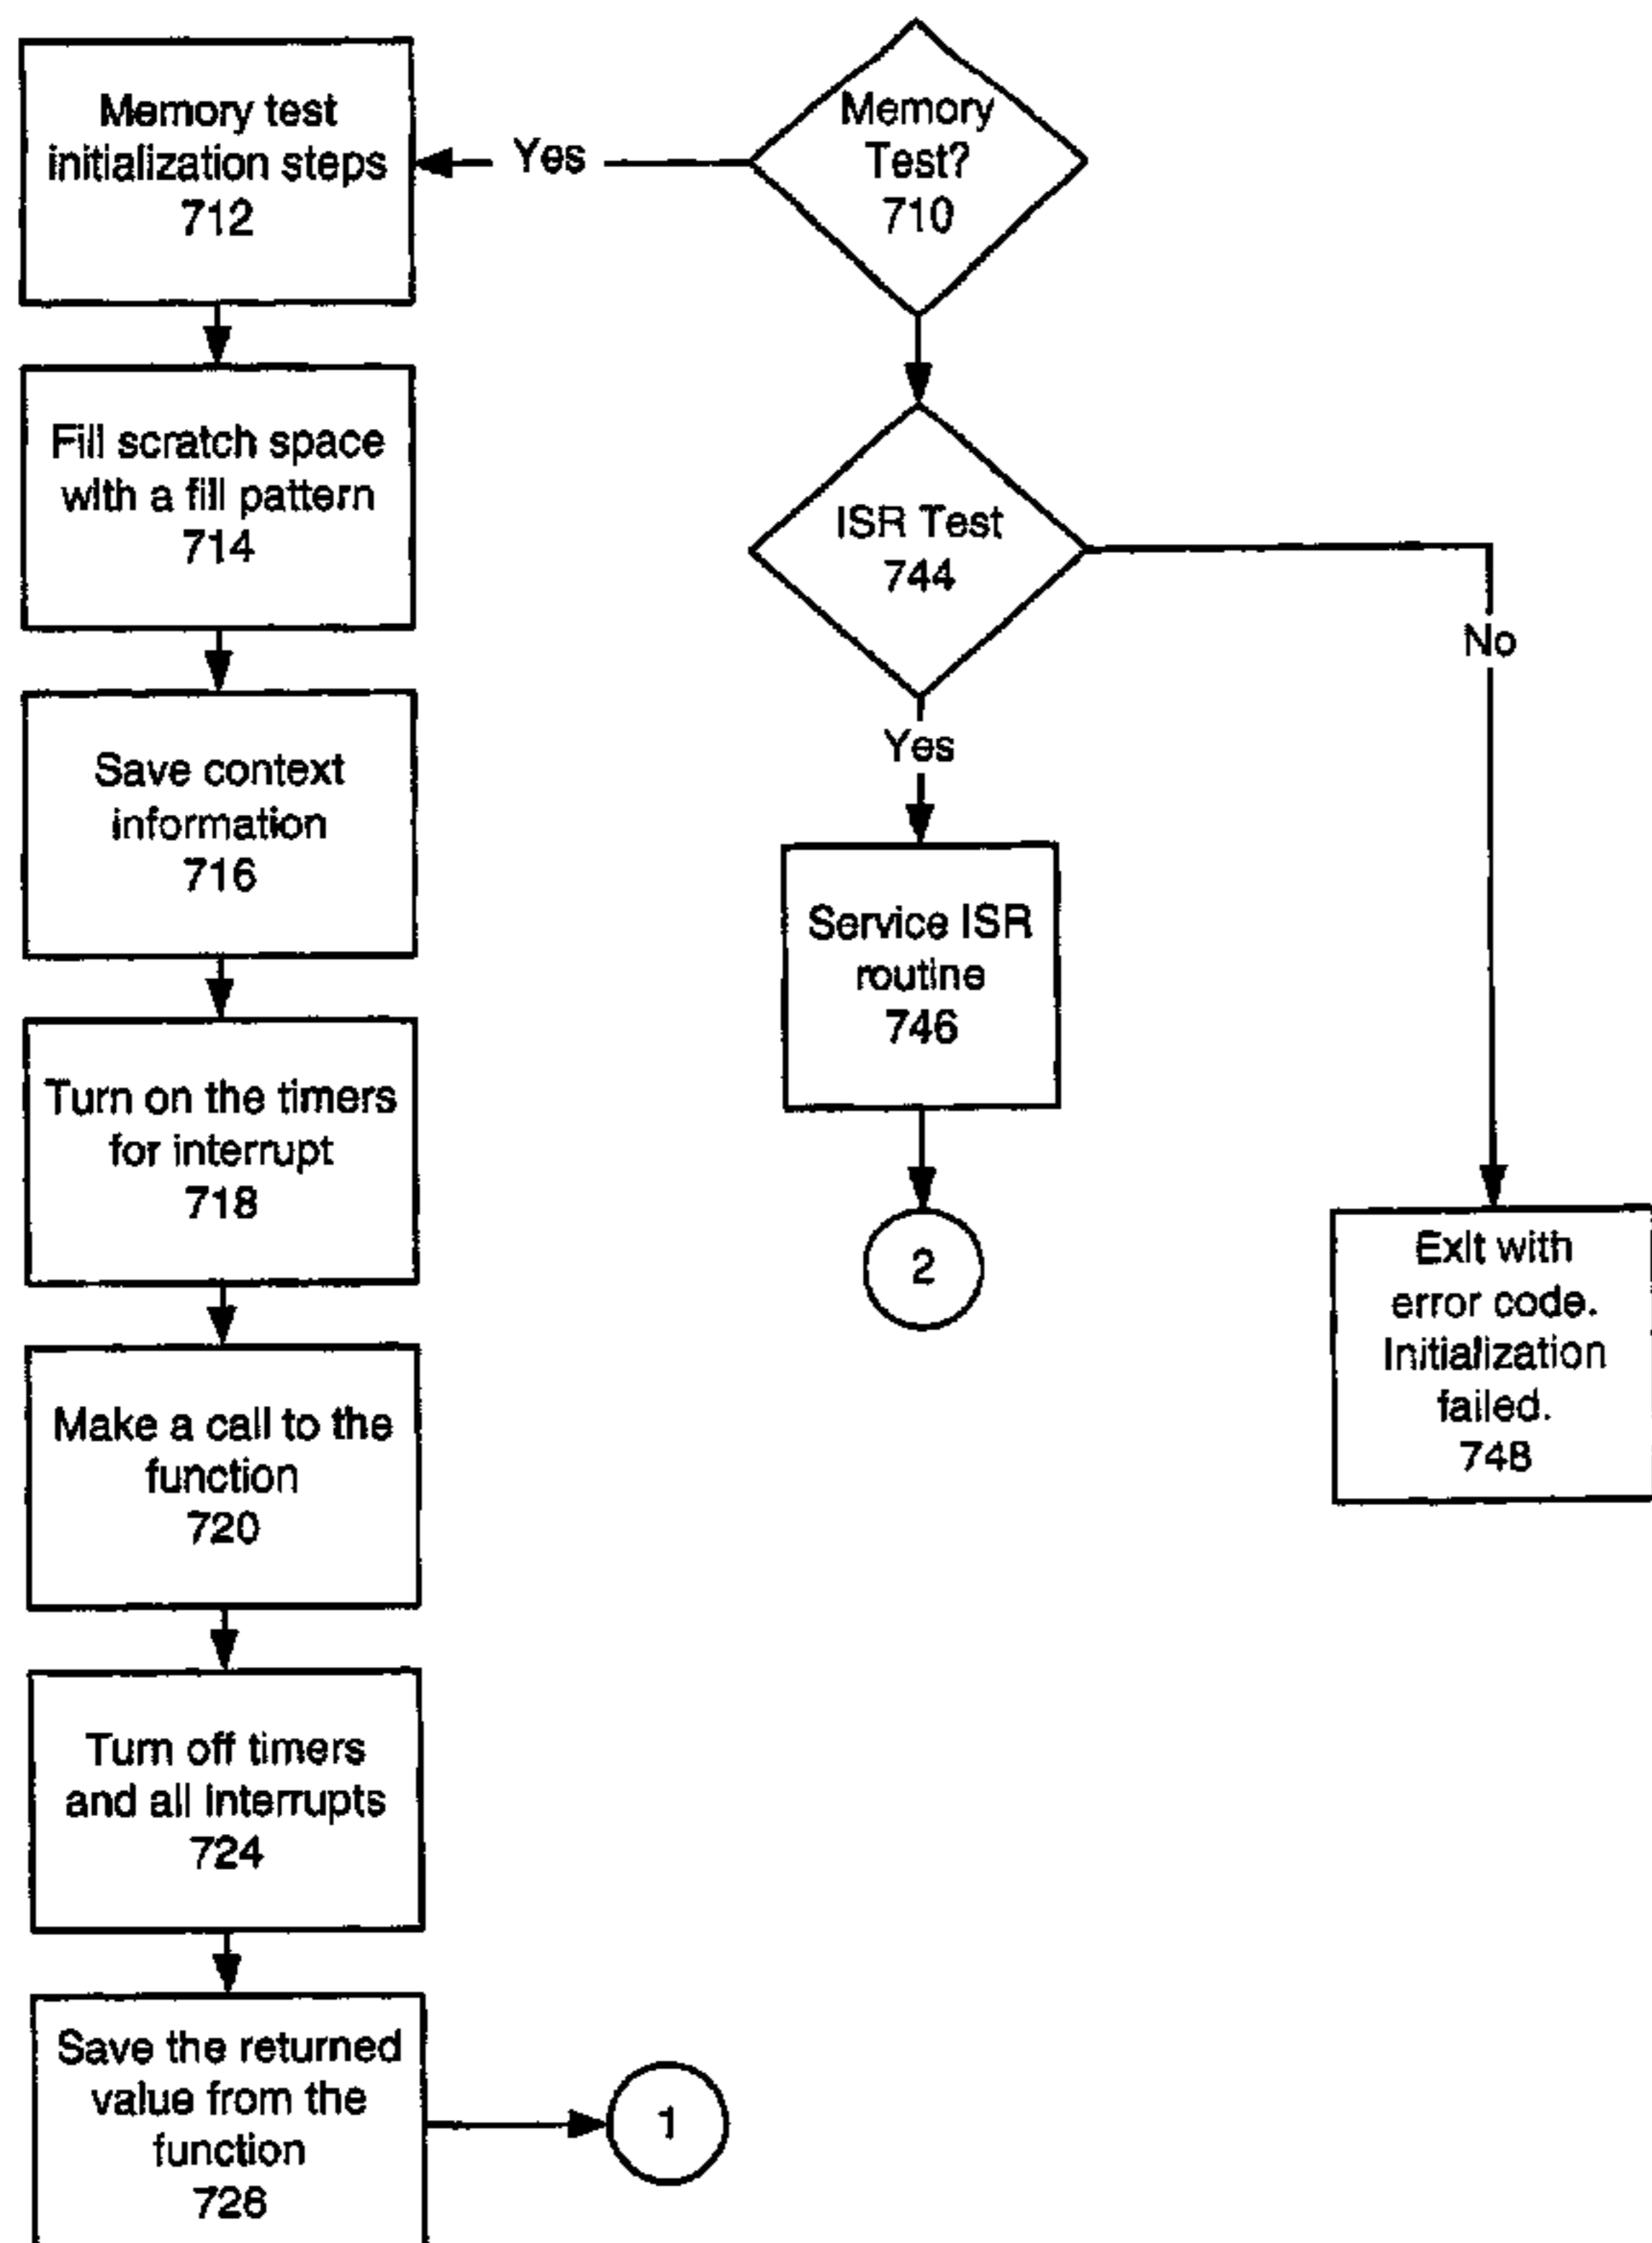 Memory test
initialization steps
712
Yes
Memory
Test?
710
Fill scratch space
with a fill pattern
714
ISR Test
744
No
Yes
Save context
information
716
Service ISR
routine
746
Turn on the timers
for interrupt
718
2
Exit with
error code.
Initialization
failed.
748
Make a call to the
function
720
Turn off timers
and all interrupts
724
Save the returned
value from the
function
726
1